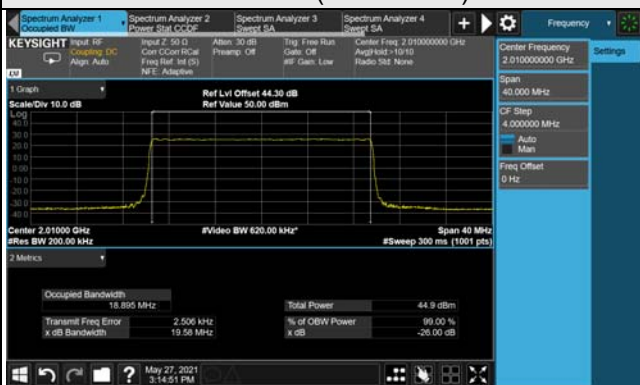 Spectrum Analyzer 1
Occupied BW
Spectrum Analyzer 2
Power Stat CCDF
Spectrum Analyzer 3
Swept SA
Spectrum Analyzer 4
Swept SA
Frequency
KEYSIGHT
Input: RF
Coupling: DC
Align: Auto
Input Z: 50 Ω
Corr CCorr RCal
Freq Ref: Int (S)
NFE: Adaptive
Atten: 30 dB
Preamp: Off
Trig: Free Run
Gate: Off
#IF Gain: Low
Center Freq: 2.010000000 GHz
Avg|Hold:>10/10
Radio Std: None
LXI
Center Frequency
2.010000000 GHz
Settings
Span
40.000 MHz
CF Step
4.000000 MHz
Auto
Man
Freq Offset
0 Hz
1 Graph
Scale/Div 10.0 dB
Ref Lvl Offset 44.30 dB
Ref Value 50.00 dBm
Log
40.0
30.0
20.0
10.0
0.00
-10.0
-20.0
-30.0
-40.0
Center 2.01000 GHz
#Res BW 200.00 kHz
#Video BW 620.00 kHz*
Span 40 MHz
#Sweep 300 ms (1001 pts)
2 Metrics
Occupied Bandwidth
18.895 MHz
Total Power
44.9 dBm
Transmit Freq Error
2.506 kHz
% of OBW Power
99.00 %
x dB Bandwidth
19.58 MHz
x dB
-26.00 dB
?
May 27, 2021
3:14:51 PM